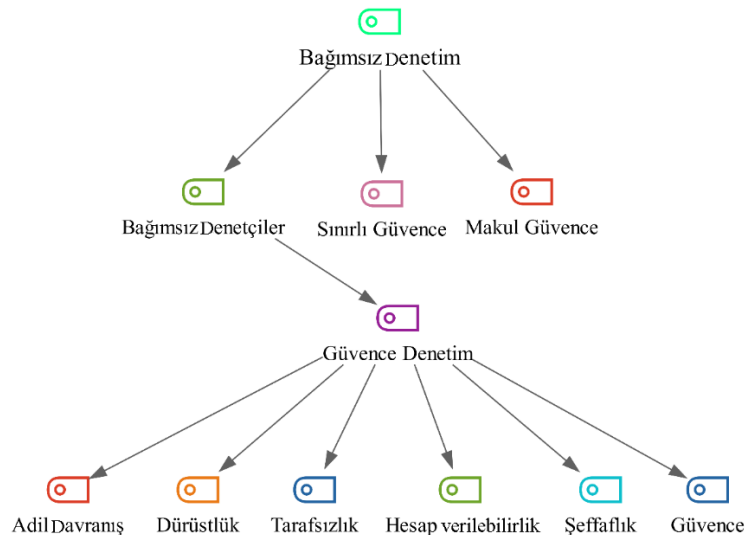 Bağımsız Denetim
Bağımsız Denetçiler
Sınırlı Güvence
Makul Güvence
Güvence Denetim
Adil Davranış
Dürüstlük
Tarafsızlık
Hesap verilebilirlik
Şeffaflık
Güvence